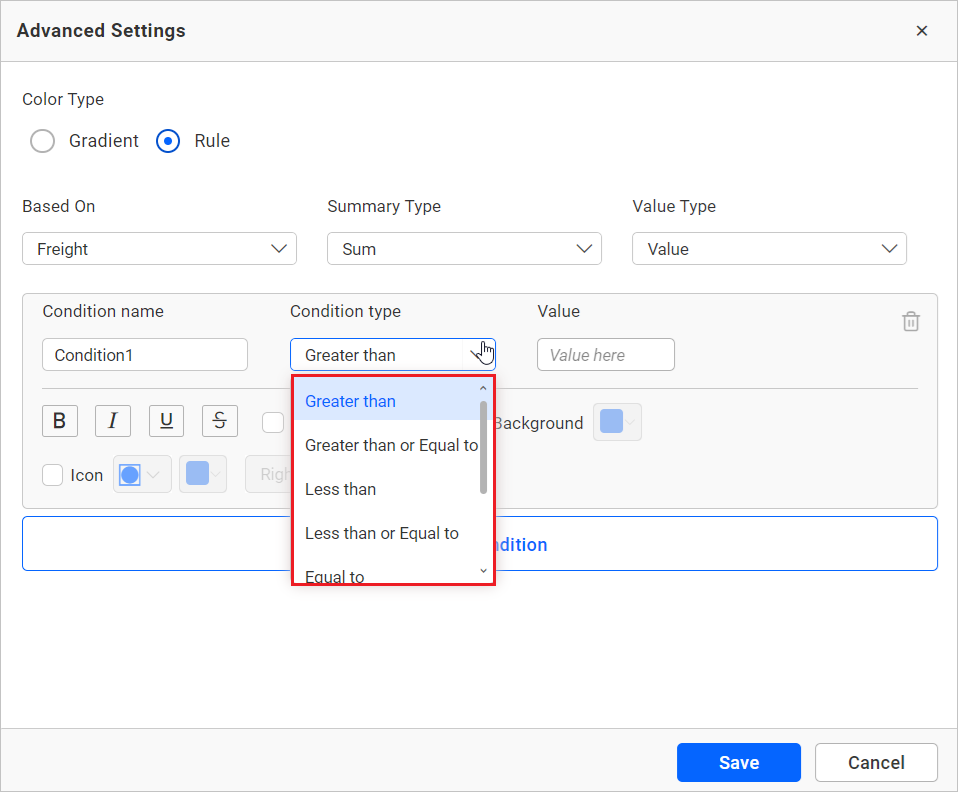 Advanced Settings
Color Type
Gradient Rule
Based On Summary Type Value Type
Freight Sum Value
Condition name Condition type Value
Condition1 Greater than Value here
Greater than
B I U S Background
Greater than or Equal to
Icon
Less than
Less than or Equal to
Equal to
Save Cancel